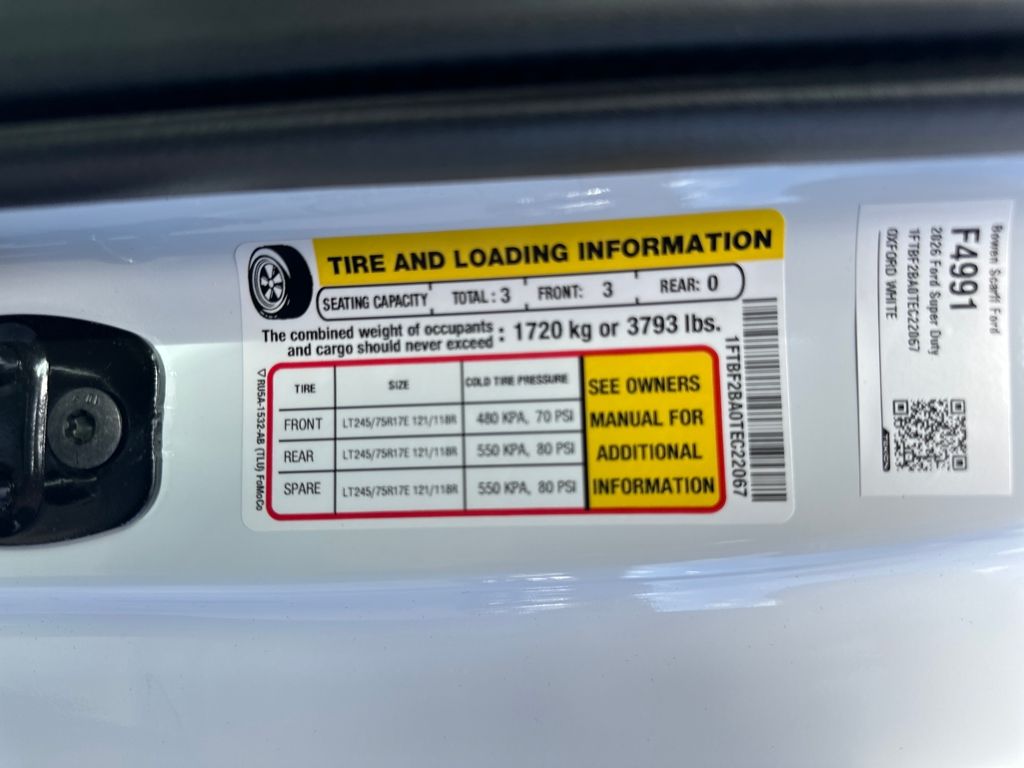 TIRE AND LOADING INFORMATION
SEATING CAPACITY TOTAL: 3 FRONT: 3 REAR: 0
The combined weight of occupants and cargo should never exceed : 1720 kg or 3793 lbs.
TIRE SIZE COLD TIRE PRESSURE
FRONT LT245/75R17E 121/118R 480 KPA, 70 PSI
REAR LT245/75R17E 121/118R 550 KPA, 80 PSI
SPARE LT245/75R17E 121/118R 550 KPA, 80 PSI
SEE OWNERS
MANUAL FOR
ADDITIONAL
INFORMATION
1FTBF2BA0TEC22067
RU5A-1532-AB (TLU) FoMoCo
Bowen Scarff Ford
F4991
2026 Ford Super Duty
1FTBF2BA0TEC22067
OXFORD WHITE